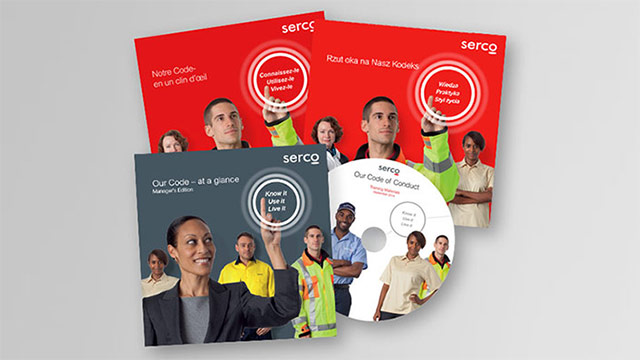 serco
Notre Code-
en un clin d'œil
Connaissez-le
Utilisez-le
Vivez-le
serco
Rzut oka na Nasz Kodeks
Wiedza
Praktyka
Styl życia
serco
Our Code – at a glance
Manager's Edition
Know it
Use it
Live it
serco
Our Code of Conduct
Training Materials
Know it
Use it
Live it